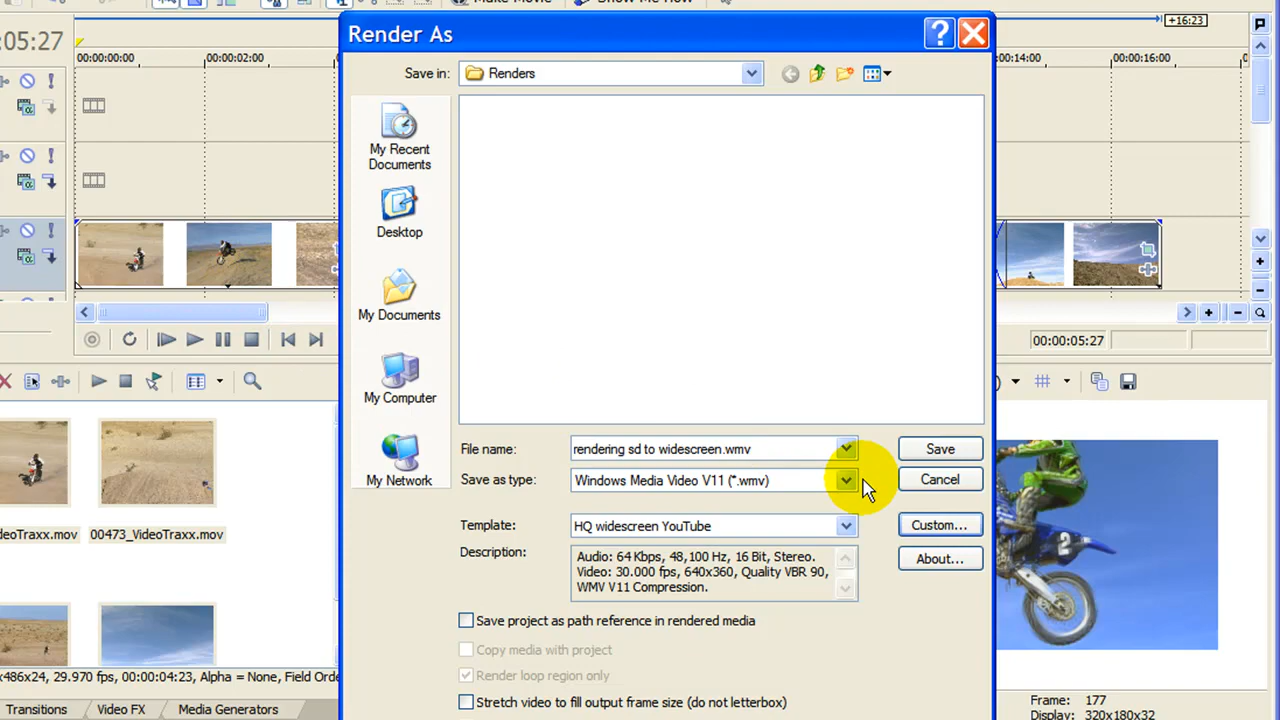 Make Movie
Show Me How
Render As
+16:23
05:27
00:00:00:00
00:00:02:00
00:00:14:00
00:00:16:00
Save in:
Renders
My Recent
Documents
Desktop
My Documents
My Computer
My Network
File name:
rendering sd to widescreen.wmv
Save
Save as type:
Windows Media Video V11 (*.wmv)
Cancel
Template:
HQ widescreen YouTube
Custom...
Description:
Audio: 64 Kbps, 48,100 Hz, 16 Bit, Stereo.
Video: 30.000 fps, 640x360, Quality VBR 90,
WMV V11 Compression.
About...
Save project as path reference in rendered media
Copy media with project
Render loop region only
Stretch video to fill output frame size (do not letterbox)
00:00:05:27
deoTraxx.mov
00473_VideoTraxx.mov
x486x24, 29.970 fps, 00:00:04:23, Alpha = None, Field Orde
Transitions
Video FX
Media Generators
2
Frame: 177
Display: 320x180x32